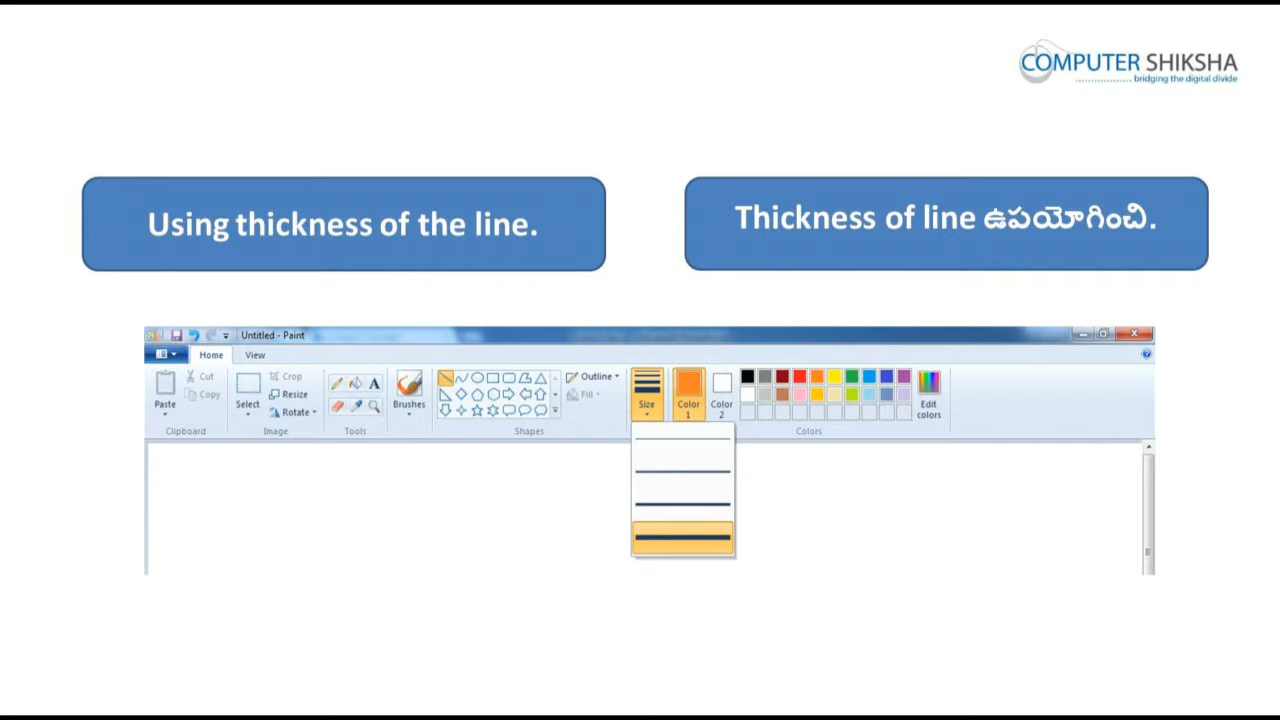 COMPUTER SHIKSHA
bridging the digital divide
Using thickness of the line.
Thickness of line ఉపయోగించి.
Untitled - Paint
Home View
Cut
Copy
Paste
Clipboard
Crop
Resize
Rotate
Select
Image
A
Tools
Brushes
Shapes
Outline
Fill
Size
Color 1
Color 2
Colors
Edit colors